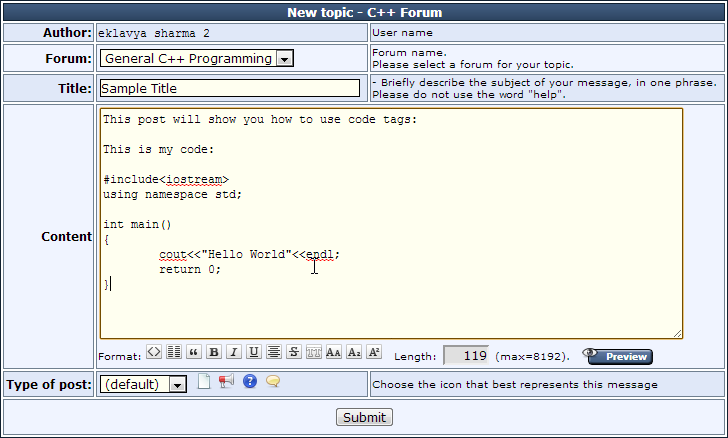 New topic - C++ Forum
Author: eklavya sharma 2 User name
Forum: General C++ Programming Forum name.
Please select a forum for your topic.
Title: Sample Title - Briefly describe the subject of your message, in one phrase.
Please do not use the word "help".
Content
This post will show you how to use code tags:
This is my code:
#include<iostream>
using namespace std;
int main()
{
cout<<"Hello World"<<endl;
return 0;
}
Format: <> “ B I U S TT AA A2 A² Length: 119 (max=8192). Preview
Type of post: (default) ? Choose the icon that best represents this message
Submit